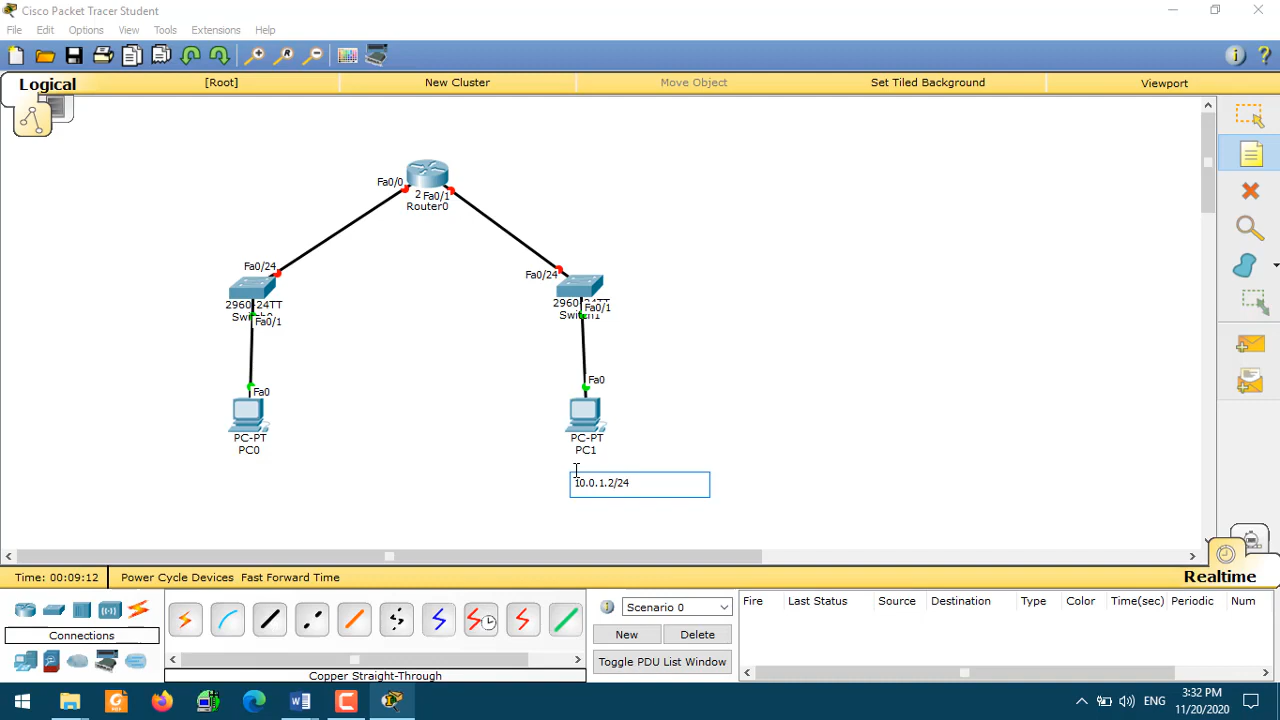 Cisco Packet Tracer Student
File Edit Options View Tools Extensions Help
Logical [Root] New Cluster Move Object Set Tiled Background Viewport
Fa0/0
2 Fa0/1
Router0
Fa0/24
Fa0/24
Fa0/1
Fa0/1
Fa0
PC-PT
PC0
Fa0
PC-PT
PC1
10.0.1.2/24
Time: 00:09:12 Power Cycle Devices Fast Forward Time
Realtime
Connections
Copper Straight-Through
Scenario 0
New Delete
Toggle PDU List Window
Fire Last Status Source Destination Type Color Time(sec) Periodic Num
ENG
3:32 PM
11/20/2020